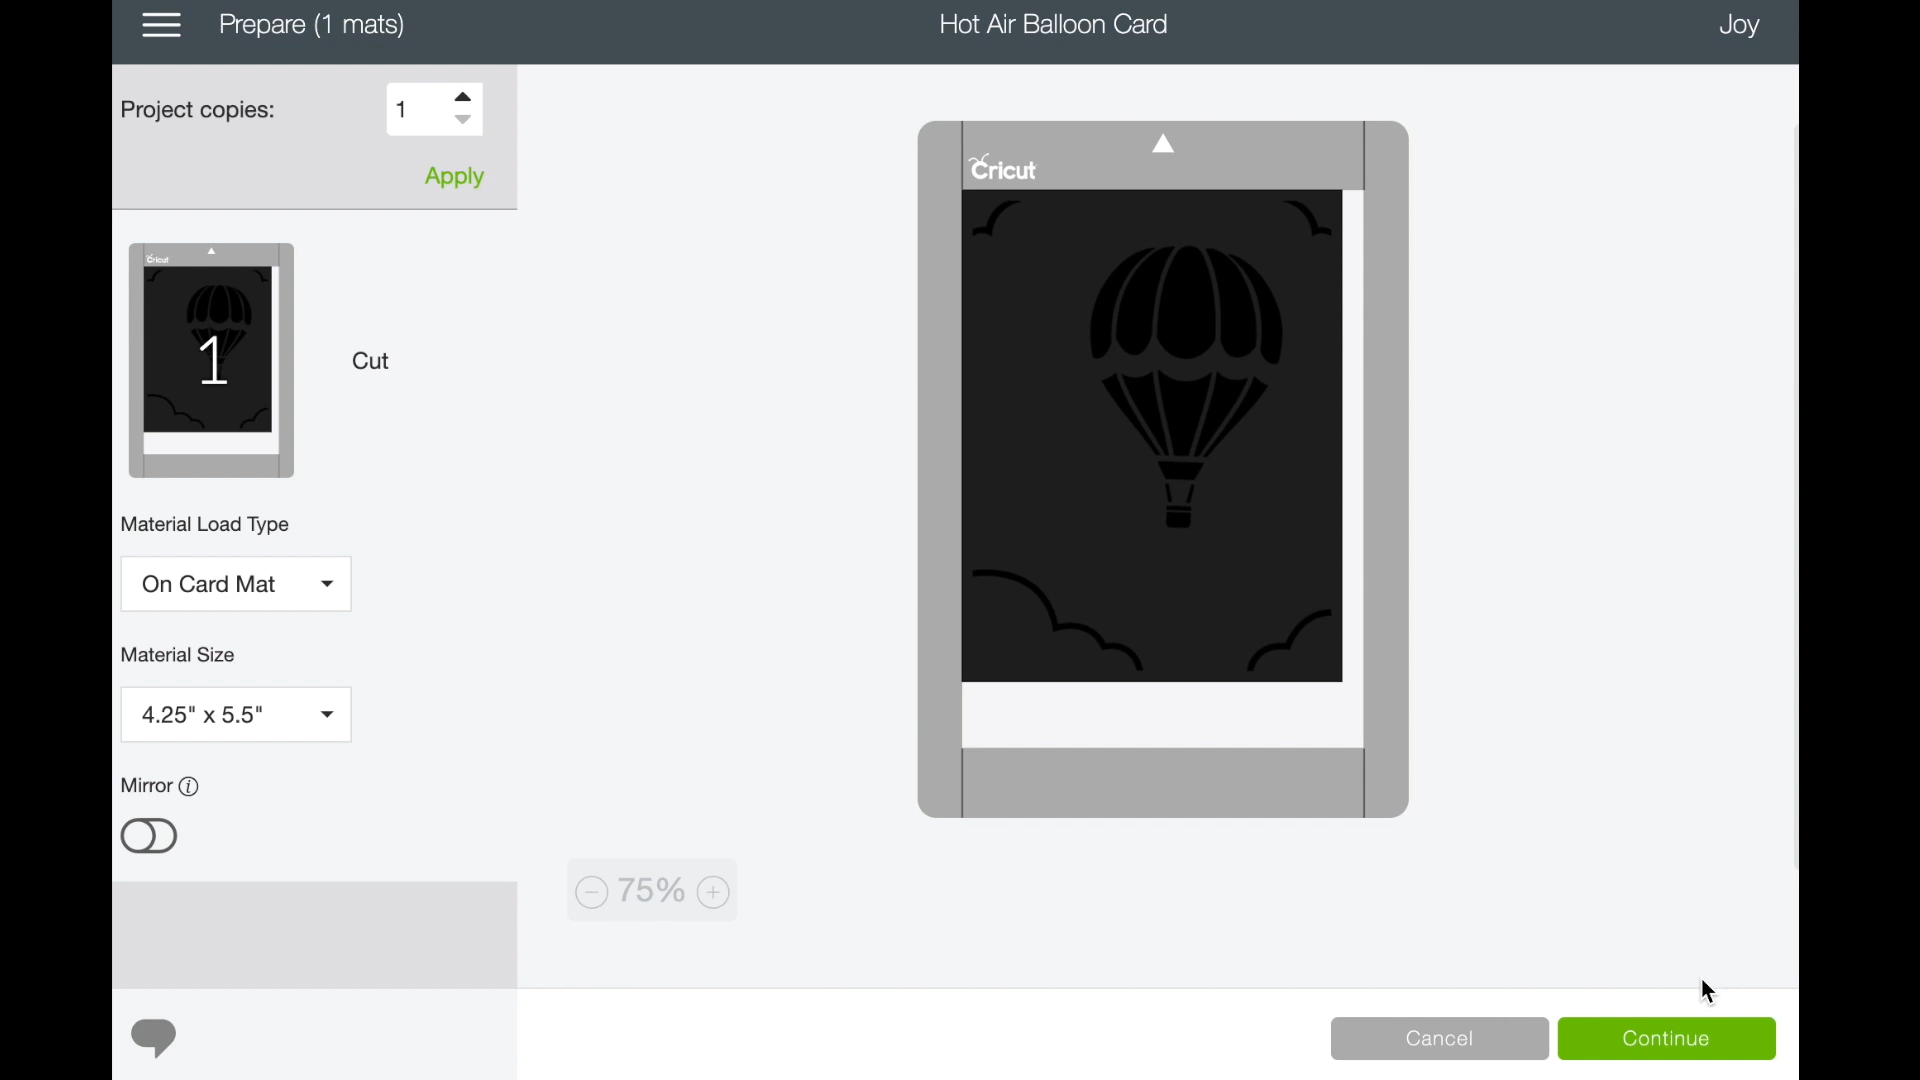 Prepare (1 mats)
Hot Air Balloon Card
Joy
Project copies:
1
Apply
Cricut
Cricut
1
Cut
Material Load Type
On Card Mat
Material Size
4.25" x 5.5"
Mirror i
75%
Cancel
Continue